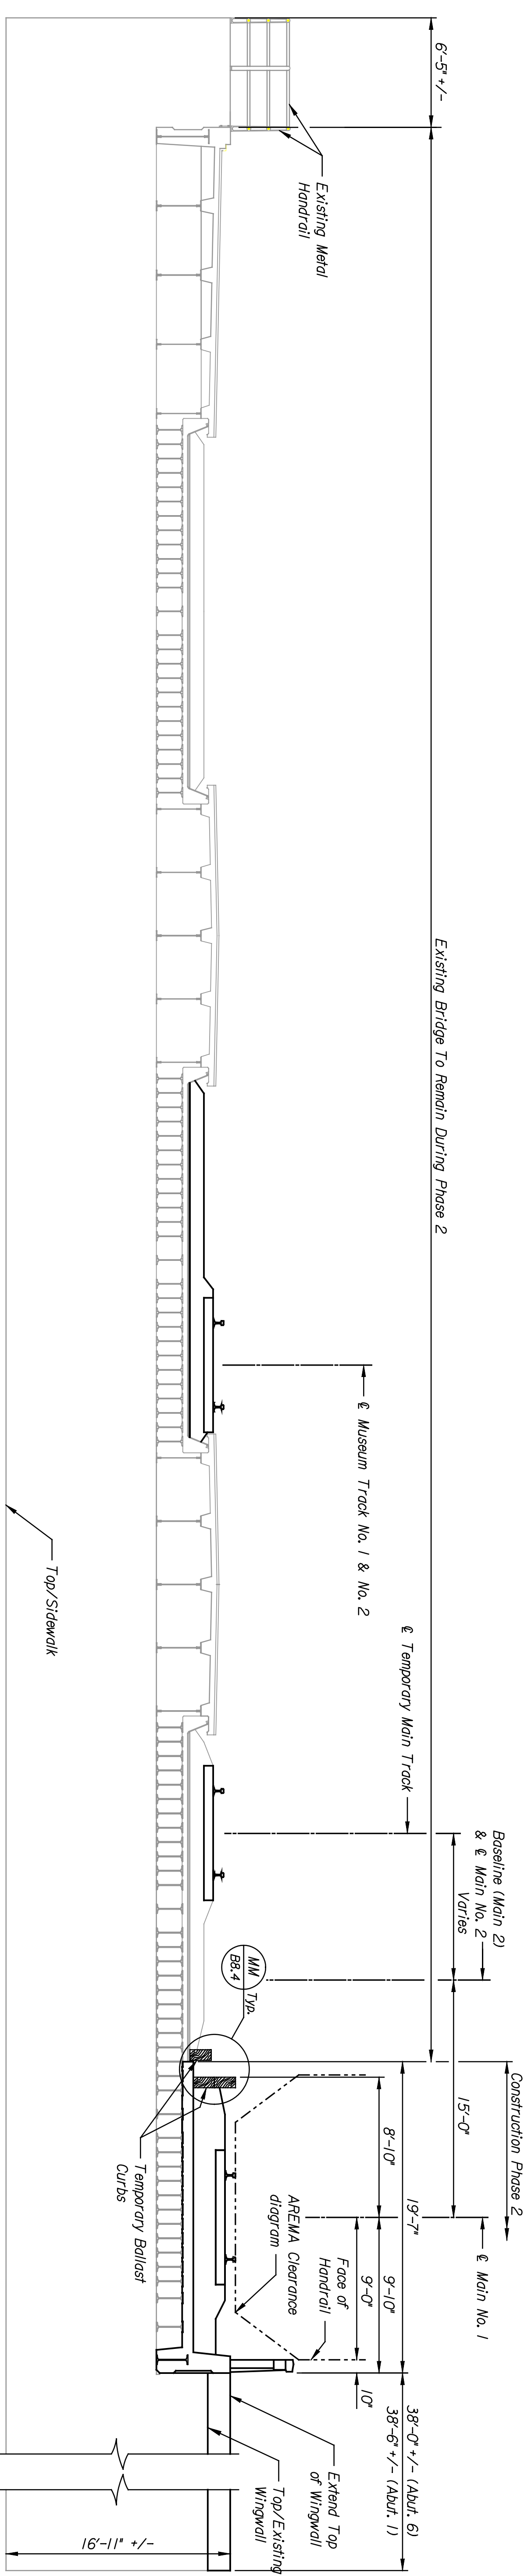 6'-5" +/-
Existing Metal
Handrail
Existing Bridge To Remain During Phase 2
℄ Museum Track No. 1 & No. 2
Top/Sidewalk
℄ Temporary Main Track
Baseline (Main 2)
& ℄ Main No. 2
Varies
MM
B8.4
Typ.
Construction Phase 2
15'-0"
19'-7"
8'-10"
Temporary Ballast
Curbs
AREMA Clearance
diagram
℄ Main No. 1
Face of
Handrail
9'-0"
9'-10"
10"
38'-0" +/- (Abut. 6)
38'-6" +/- (Abut. 1)
Extend Top
of Wingwall
Top/Existing
Wingwall
16'-11" +/-